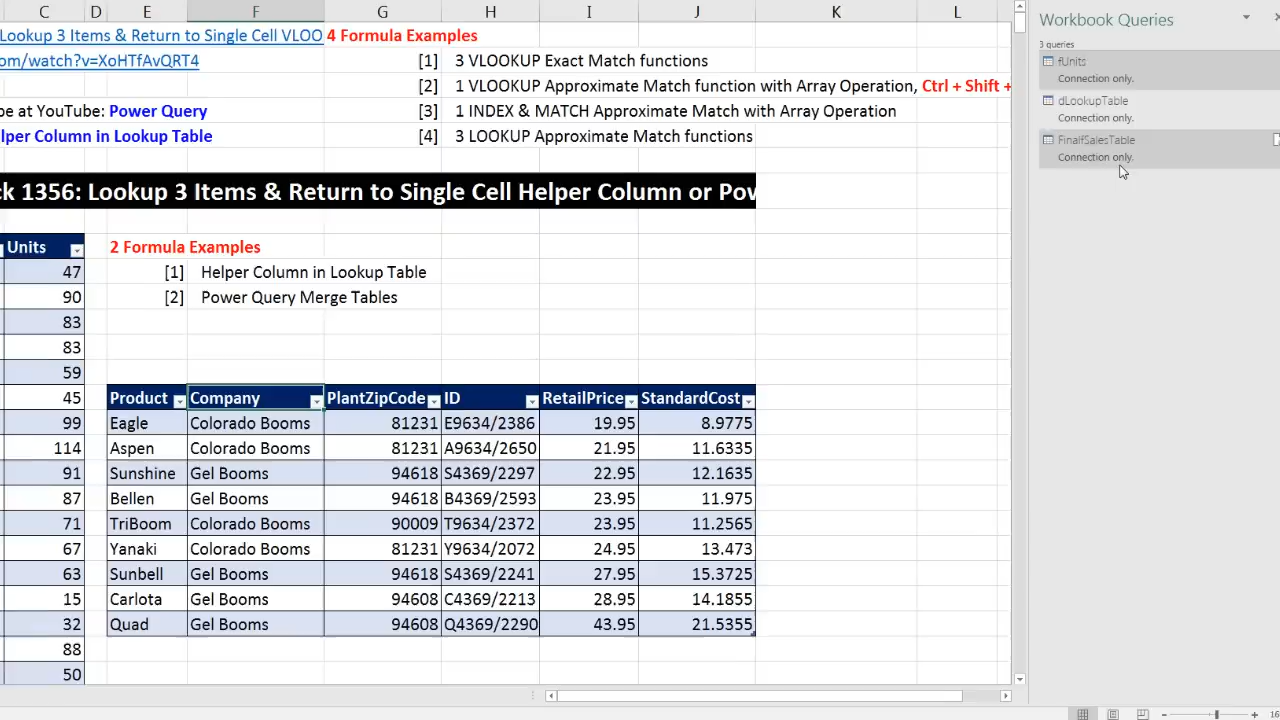 C D E F G H I J K L
Lookup 3 Items & Return to Single Cell VLOO 4 Formula Examples
om/watch?v=XoHTfAvQRT4 [1] 3 VLOOKUP Exact Match functions
[2] 1 VLOOKUP Approximate Match function with Array Operation, Ctrl + Shift +
be at YouTube: Power Query [3] 1 INDEX & MATCH Approximate Match with Array Operation
elper Column in Lookup Table [4] 3 LOOKUP Approximate Match functions
ck 1356: Lookup 3 Items & Return to Single Cell Helper Column or Pow
Units 2 Formula Examples
47 [1] Helper Column in Lookup Table
90 [2] Power Query Merge Tables
83
83
59
45 Product Company PlantZipCode ID RetailPrice StandardCost
99 Eagle Colorado Booms 81231 E9634/2386 19.95 8.9775
114 Aspen Colorado Booms 81231 A9634/2650 21.95 11.6335
91 Sunshine Gel Booms 94618 S4369/2297 22.95 12.1635
87 Bellen Gel Booms 94618 B4369/2593 23.95 11.975
71 TriBoom Colorado Booms 90009 T9634/2372 23.95 11.2565
67 Yanaki Colorado Booms 81231 Y9634/2072 24.95 13.473
63 Sunbell Gel Booms 94618 S4369/2241 27.95 15.3725
15 Carlota Gel Booms 94608 C4369/2213 28.95 14.1855
32 Quad Gel Booms 94608 Q4369/2290 43.95 21.5355
88
50
Workbook Queries
3 queries
fUnits
Connection only.
dLookupTable
Connection only.
FinalfSalesTable
Connection only.
16